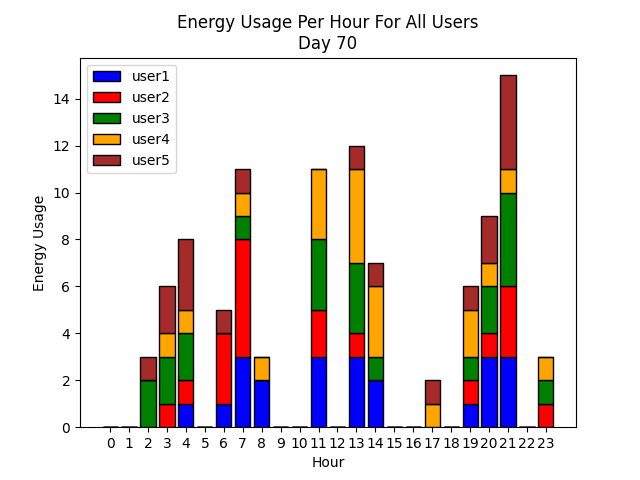 Energy Usage Per Hour For All Users
Day 70
user1
user2
user3
user4
user5
Energy Usage
14
12
10
8
6
4
2
0
0 1 2 3 4 5 6 7 8 9 10 11 12 13 14 15 16 17 18 19 20 21 22 23
Hour